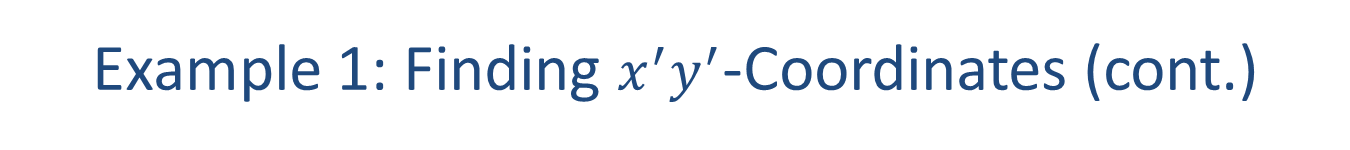 Example 1: Finding x′y′-Coordinates (cont.)